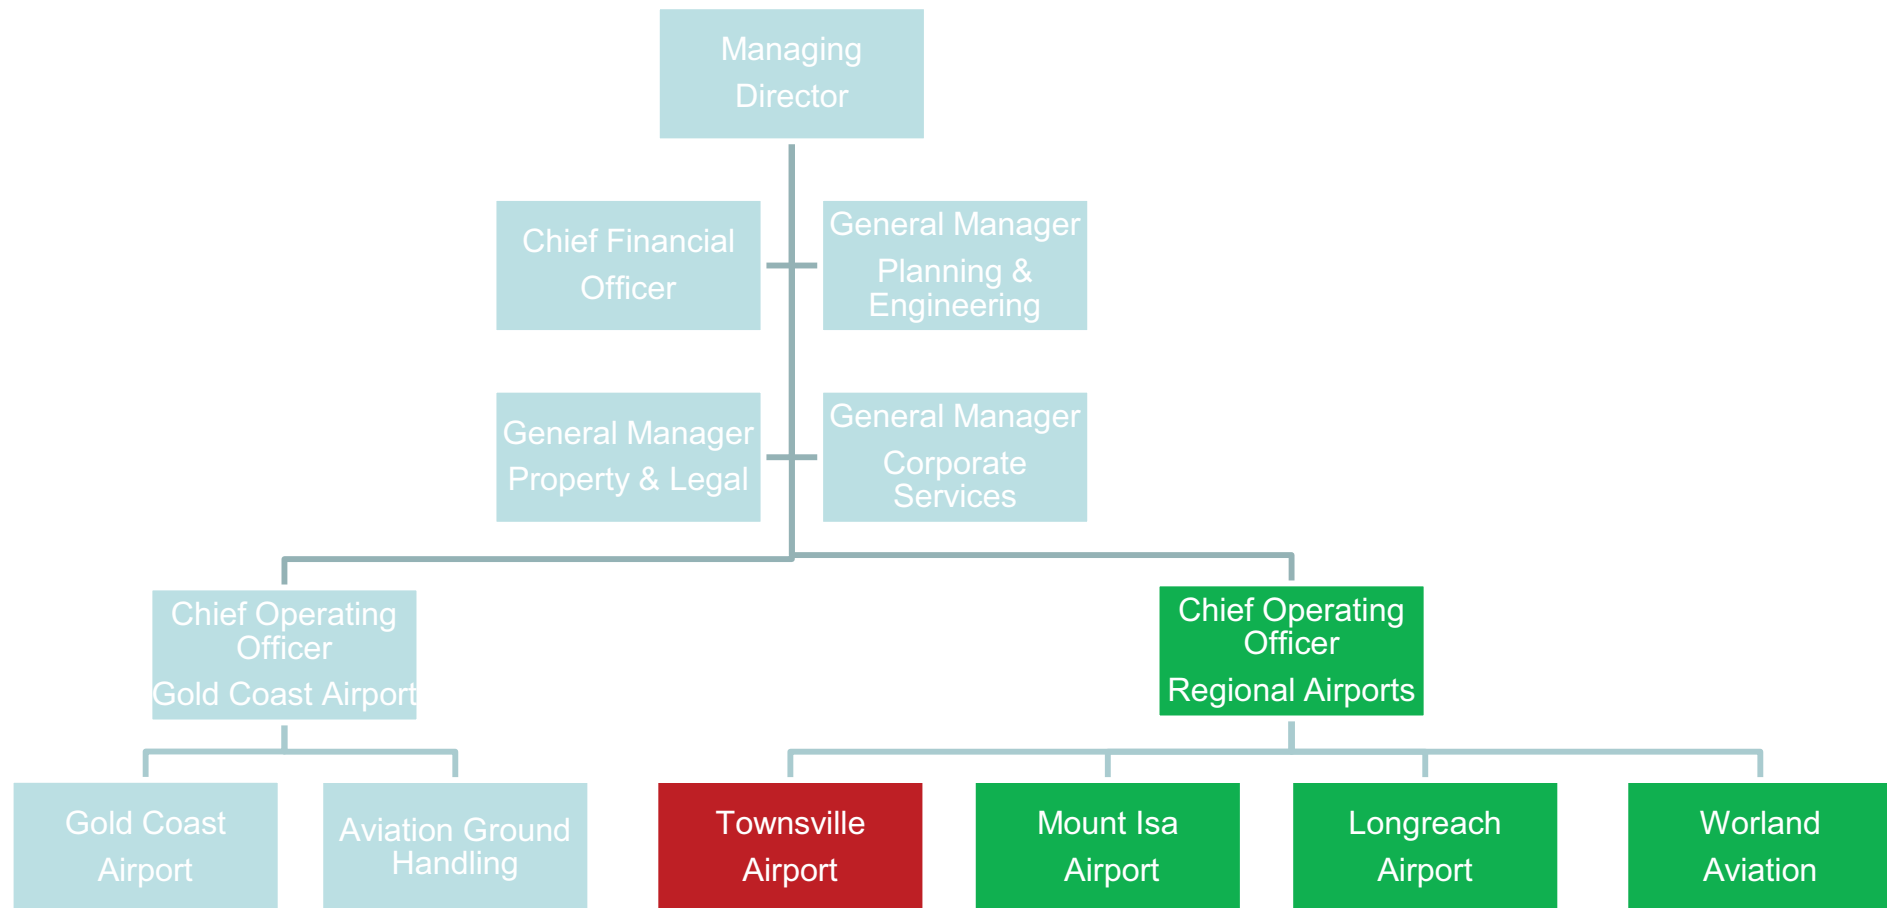 Managing
Director
Chief Financial
Officer
General Manager
Planning &
Engineering
General Manager
Property & Legal
General Manager
Corporate
Services
Chief Operating
Officer
Gold Coast Airport
Chief Operating
Officer
Regional Airports
Gold Coast
Airport
Aviation Ground
Handling
Townsville
Airport
Mount Isa
Airport
Longreach
Airport
Worland
Aviation